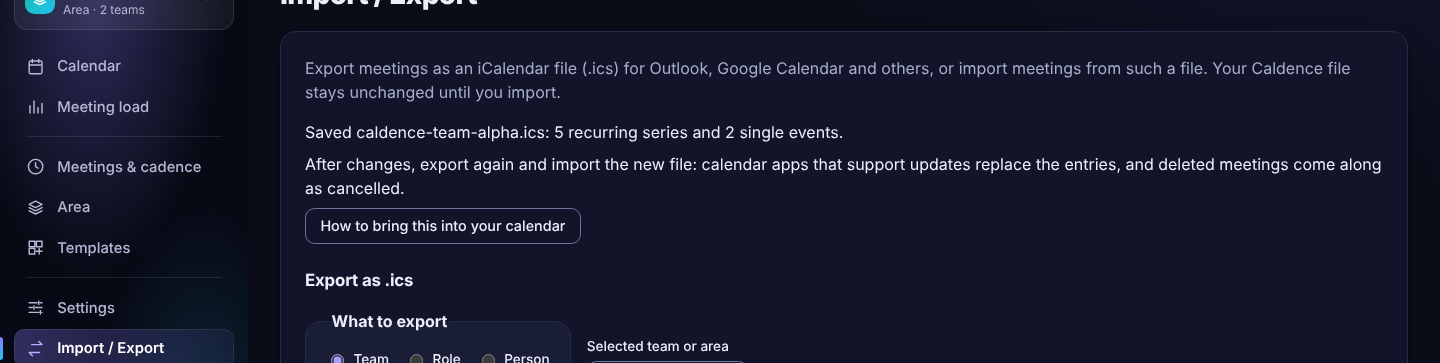 Import / Export
Area · 2 teams
Calendar
Meeting load
Meetings & cadence
Area
Templates
Settings
Import / Export
Export meetings as an iCalendar file (.ics) for Outlook, Google Calendar and others, or import meetings from such a file. Your Caldence file
stays unchanged until you import.
Saved caldence-team-alpha.ics: 5 recurring series and 2 single events.
After changes, export again and import the new file: calendar apps that support updates replace the entries, and deleted meetings come along
as cancelled.
How to bring this into your calendar
Export as .ics
What to export
Team Role Person
Selected team or area